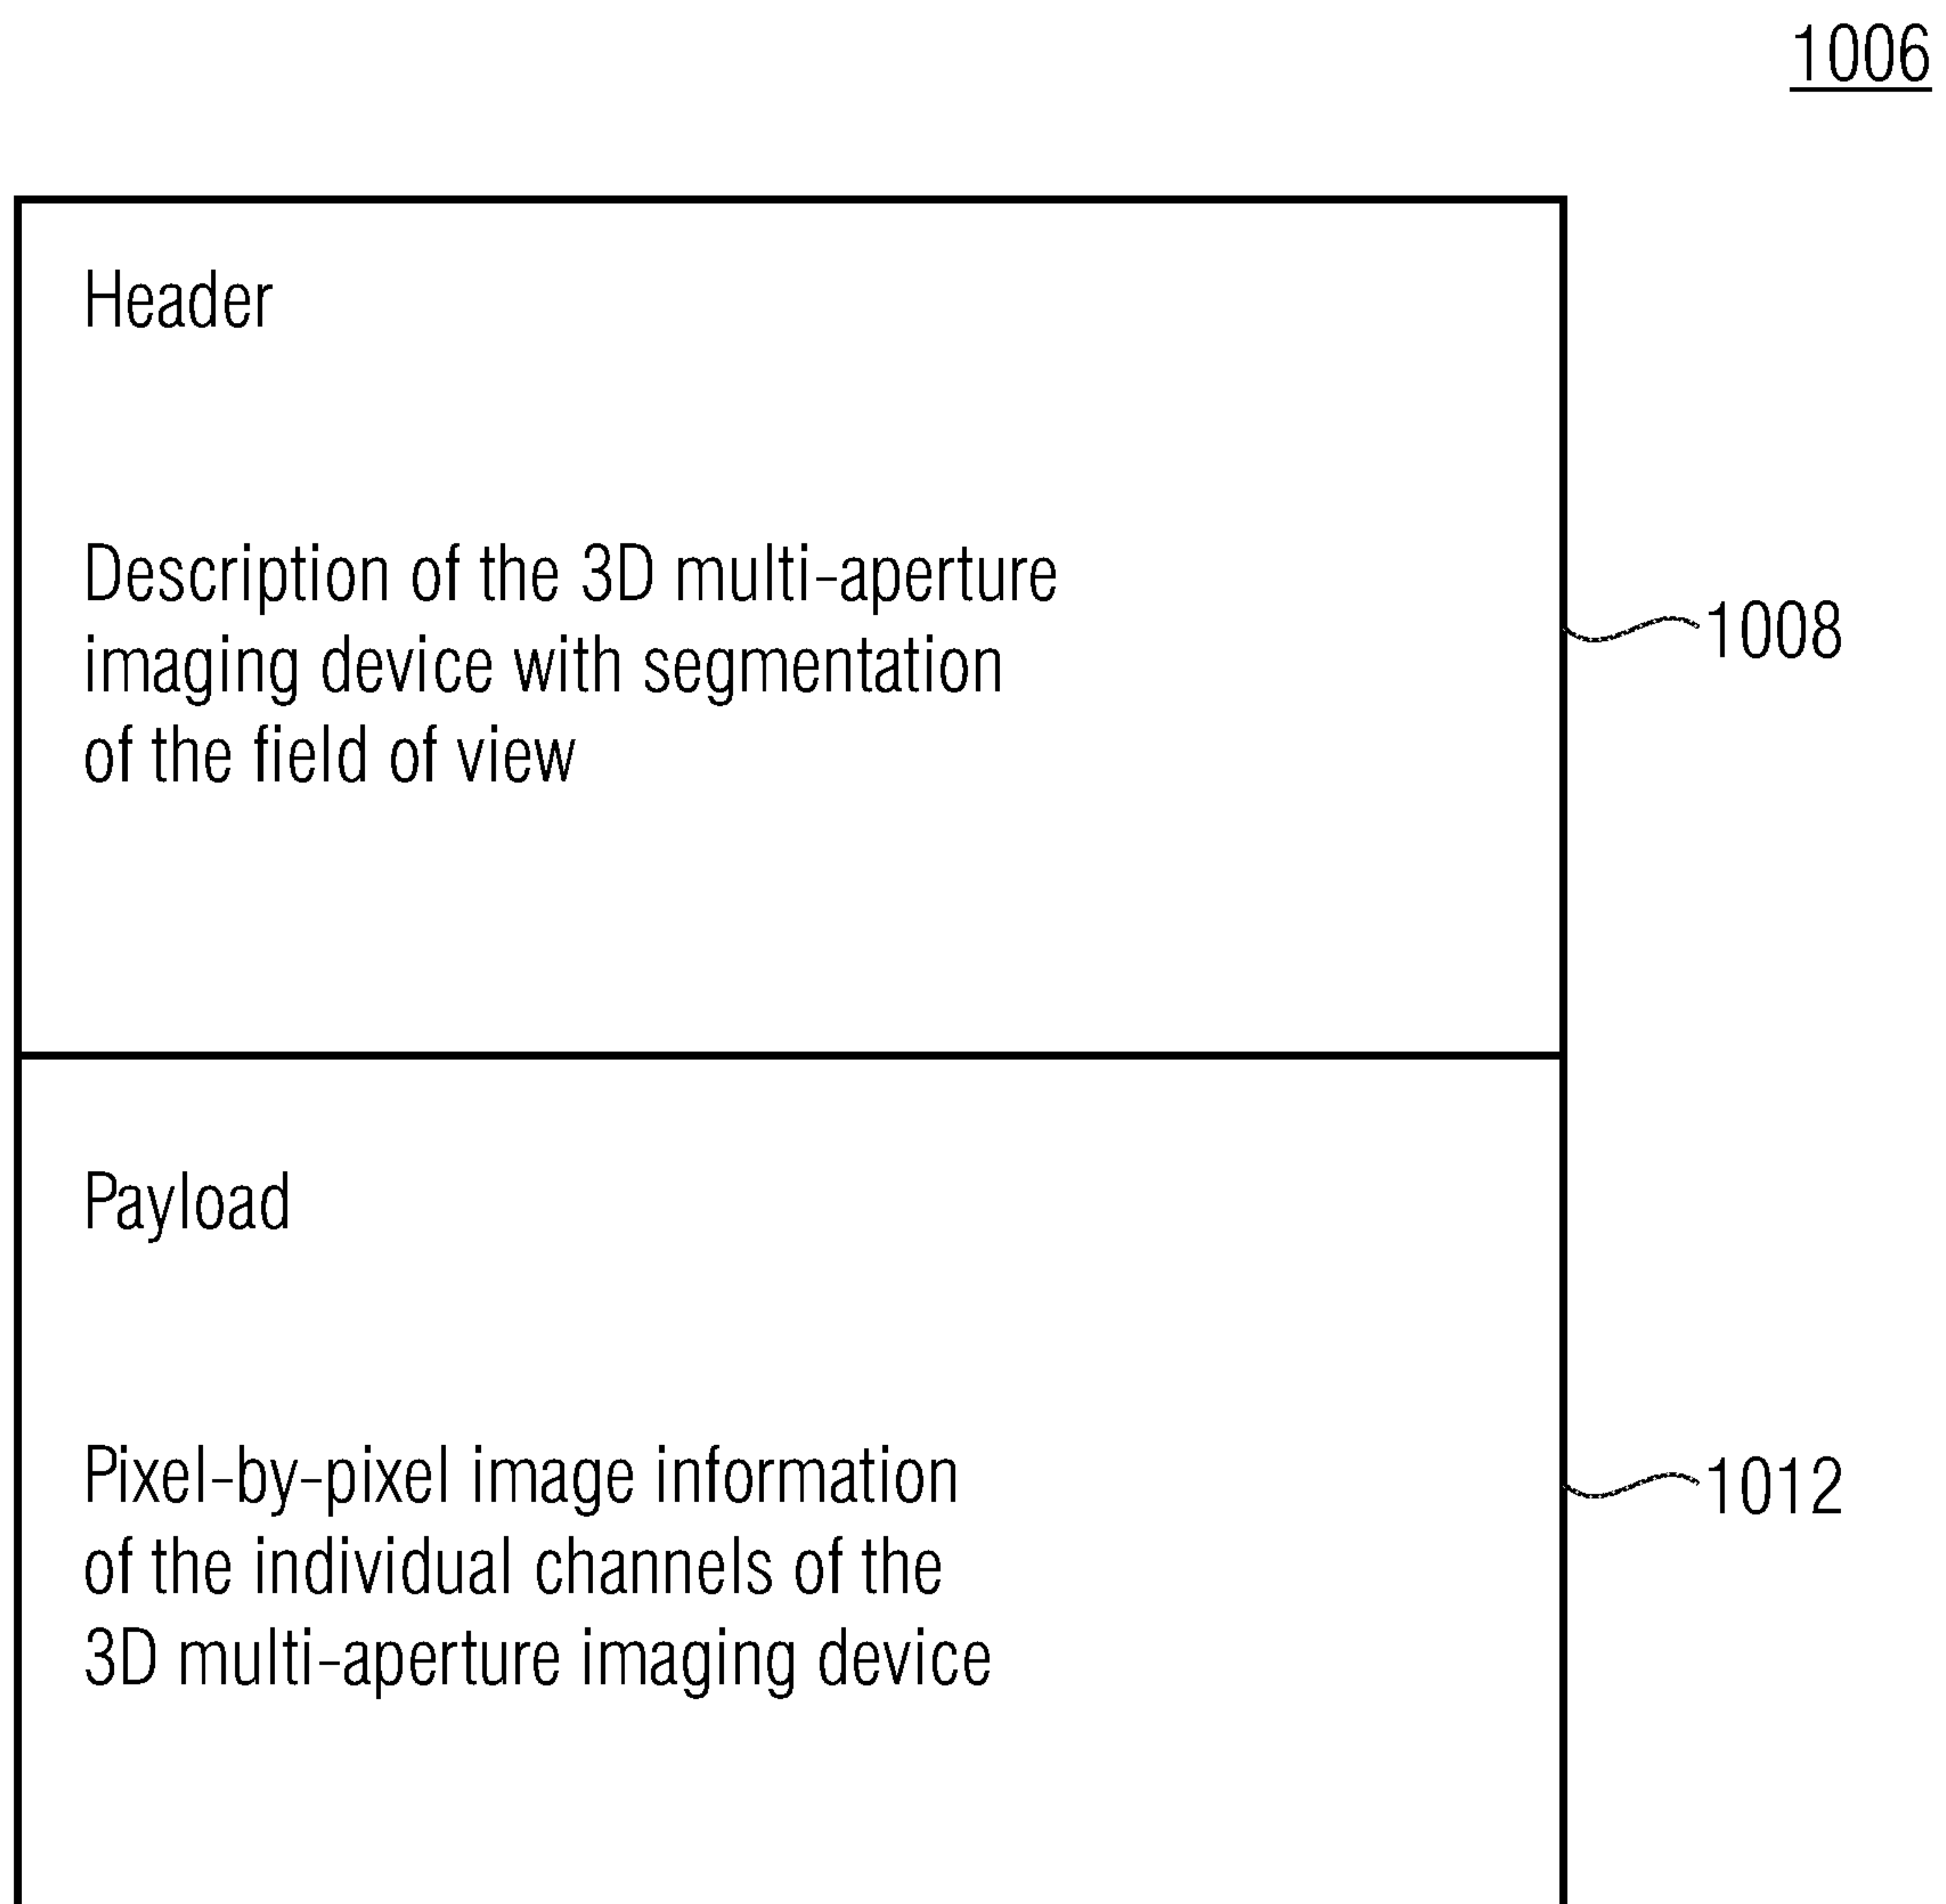 1006
Header
Description of the 3D multi-aperture
imaging device with segmentation
of the field of view
1008
Payload
Pixel-by-pixel image information
of the individual channels of the
3D multi-aperture imaging device
1012